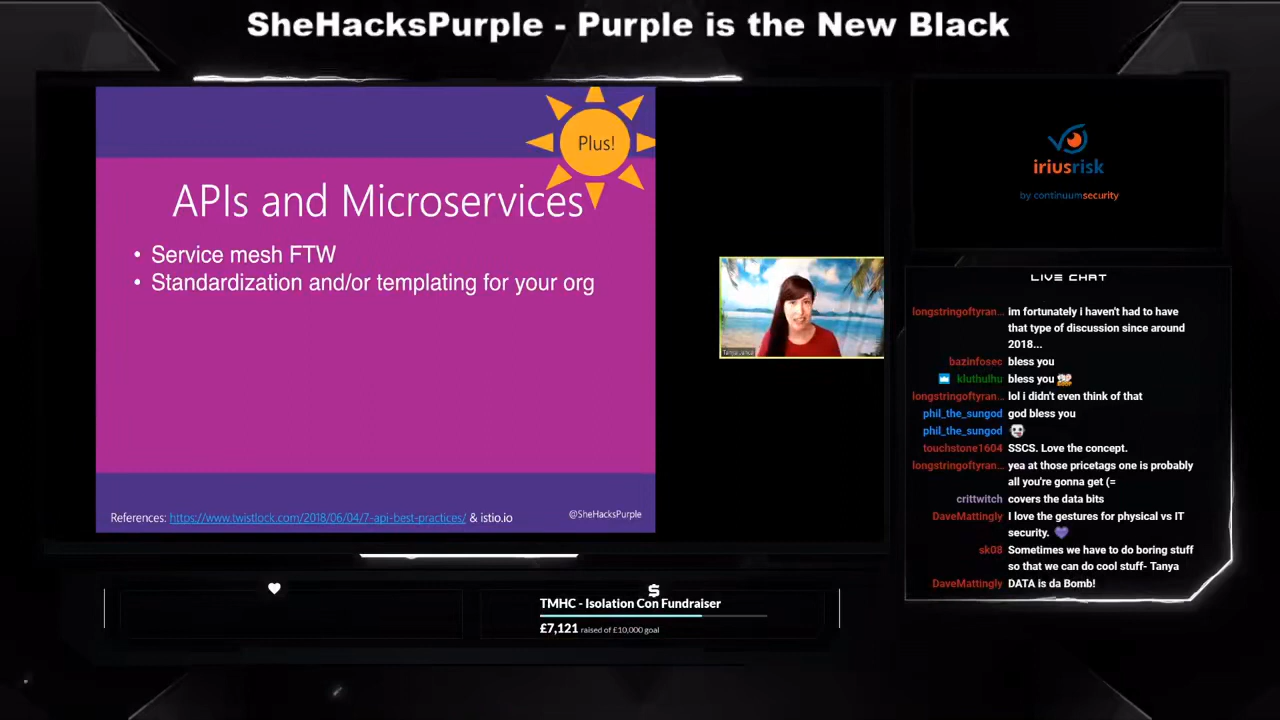 SheHacksPurple - Purple is the New Black
Plus!
APIs and Microservices
• Service mesh FTW
• Standardization and/or templating for your org
References: https://www.twistlock.com/2018/06/04/7-api-best-practices/ & istio.io
@SheHacksPurple
iriusrisk
by continuumsecurity
LIVE CHAT
longstringoftyran... im fortunately i haven't had to have
that type of discussion since around
2018...
bazinfosec bless you
kluthulhu bless you
longstringoftyran... lol i didn't even think of that
phil_the_sungod god bless you
phil_the_sungod
touchstone1604 SSCS. Love the concept.
longstringoftyran... yea at those pricetags one is probably
all you're gonna get (=
crittwitch covers the data bits
DaveMattingly I love the gestures for physical vs IT
security.
sk08 Sometimes we have to do boring stuff
so that we can do cool stuff- Tanya
DaveMattingly DATA is da Bomb!
$
TMHC - Isolation Con Fundraiser
£7,121 raised of £10,000 goal